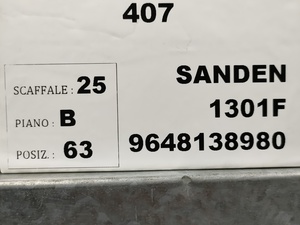 407
SCAFFALE : 25
PIANO : B
POSIZ. : 63
SANDEN
1301F
9648138980